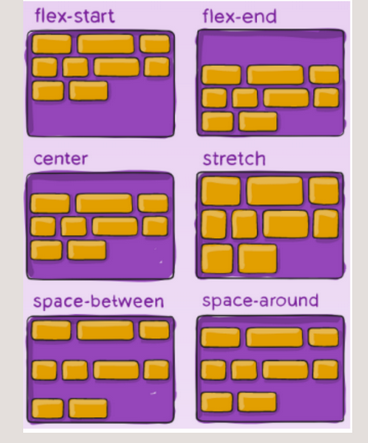 flex-start
flex-end
center
stretch
space-between
space-around